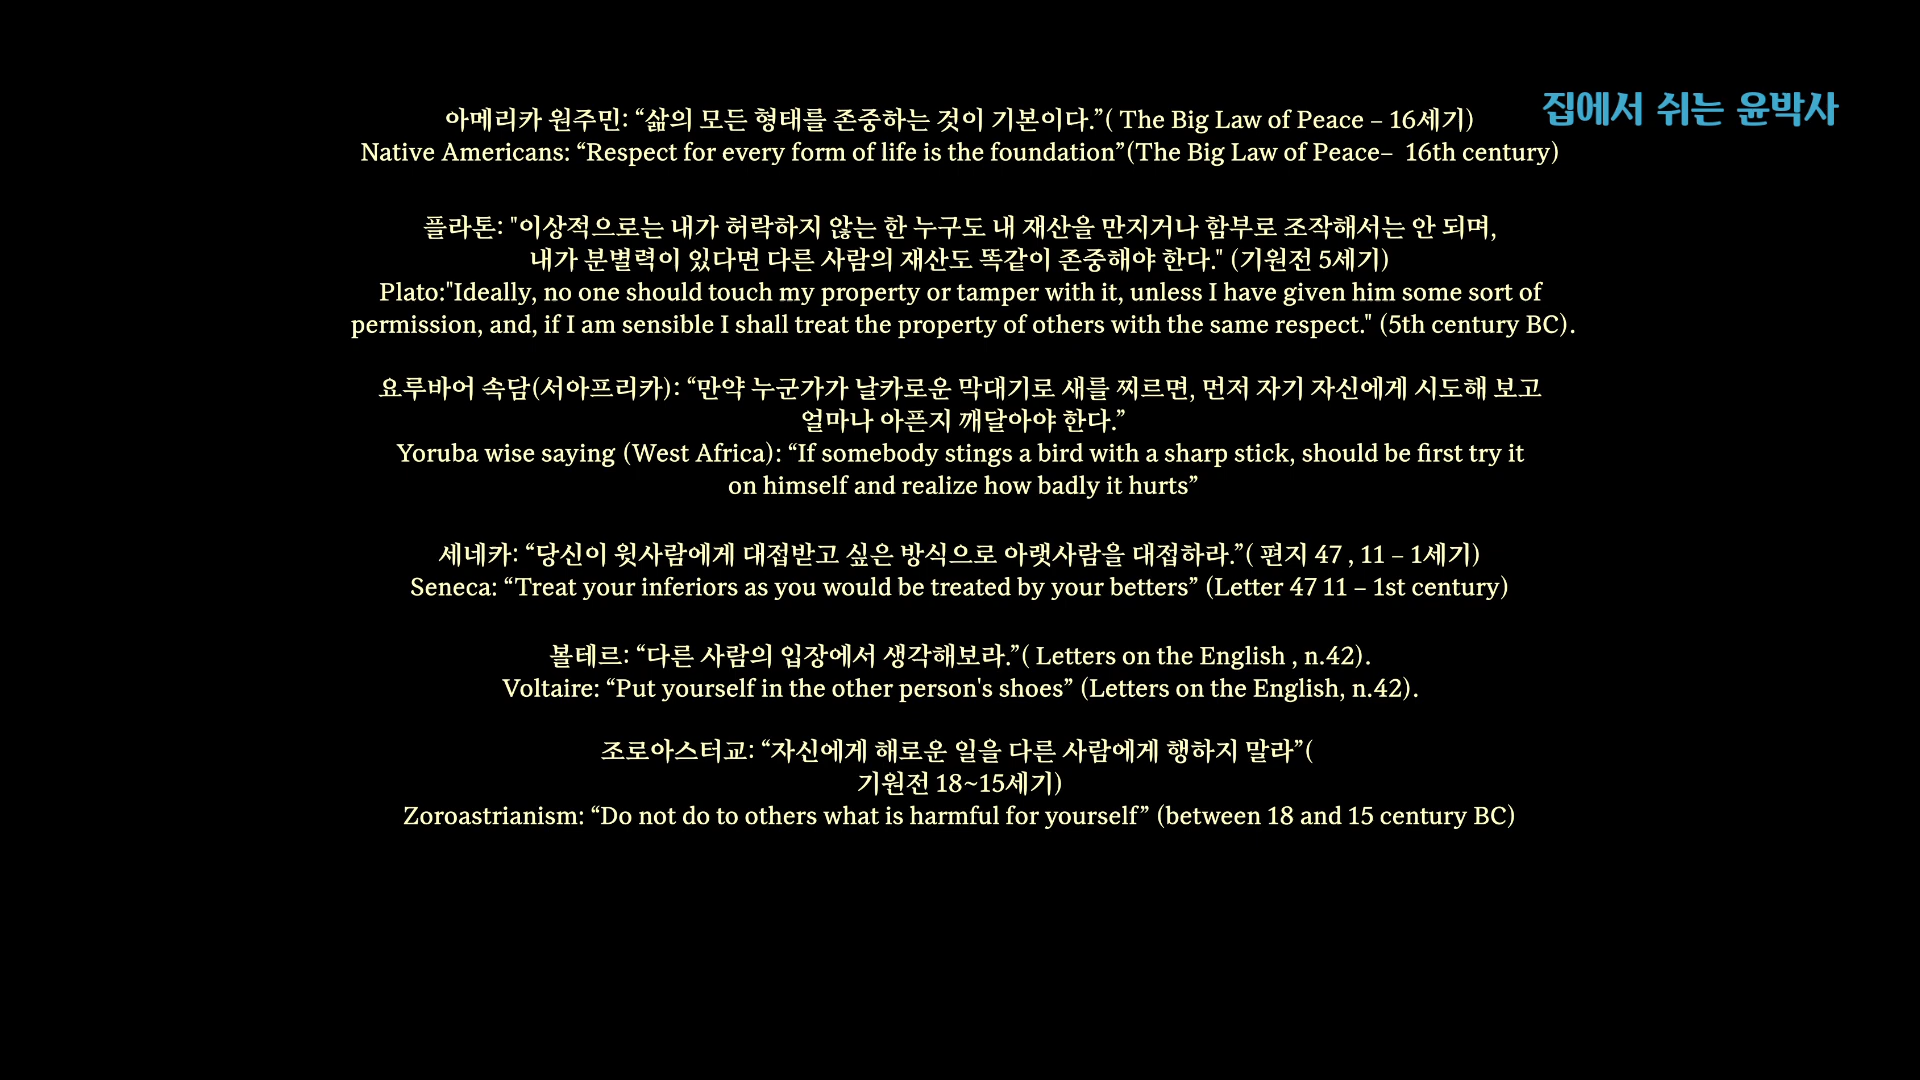 집에서 쉬는 윤박사
아메리카 원주민: “삶의 모든 형태를 존중하는 것이 기본이다.”( The Big Law of Peace – 16세기)
Native Americans: “Respect for every form of life is the foundation”(The Big Law of Peace–  16th century)
플라톤: "이상적으로는 내가 허락하지 않는 한 누구도 내 재산을 만지거나 함부로 조작해서는 안 되며,
내가 분별력이 있다면 다른 사람의 재산도 똑같이 존중해야 한다." (기원전 5세기)
Plato:"Ideally, no one should touch my property or tamper with it, unless I have given him some sort of
permission, and, if I am sensible I shall treat the property of others with the same respect." (5th century BC).
요루바어 속담(서아프리카): “만약 누군가가 날카로운 막대기로 새를 찌르면, 먼저 자기 자신에게 시도해 보고
얼마나 아픈지 깨달아야 한다.”
Yoruba wise saying (West Africa): “If somebody stings a bird with a sharp stick, should be first try it
on himself and realize how badly it hurts”
세네카: “당신이 윗사람에게 대접받고 싶은 방식으로 아랫사람을 대접하라.”( 편지 47 , 11 – 1세기)
Seneca: “Treat your inferiors as you would be treated by your betters” (Letter 47 11 – 1st century)
볼테르: “다른 사람의 입장에서 생각해보라.”( Letters on the English , n.42).
Voltaire: “Put yourself in the other person's shoes” (Letters on the English, n.42).
조로아스터교: “자신에게 해로운 일을 다른 사람에게 행하지 말라”(
기원전 18~15세기)
Zoroastrianism: “Do not do to others what is harmful for yourself” (between 18 and 15 century BC)